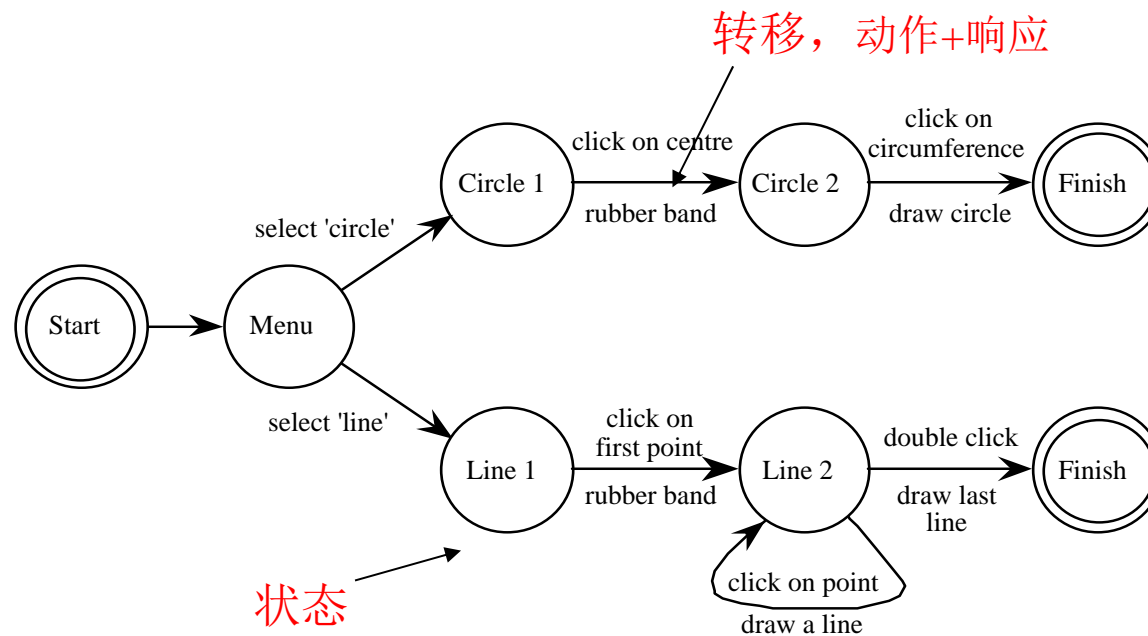 转移，动作+响应
click on centre
click on
circumference
Circle 1
Circle 2
Finish
rubber band
draw circle
select 'circle'
Start
Menu
select 'line'
click on
first point
double click
Line 1
Line 2
Finish
rubber band
draw last
line
click on point
draw a line
状态